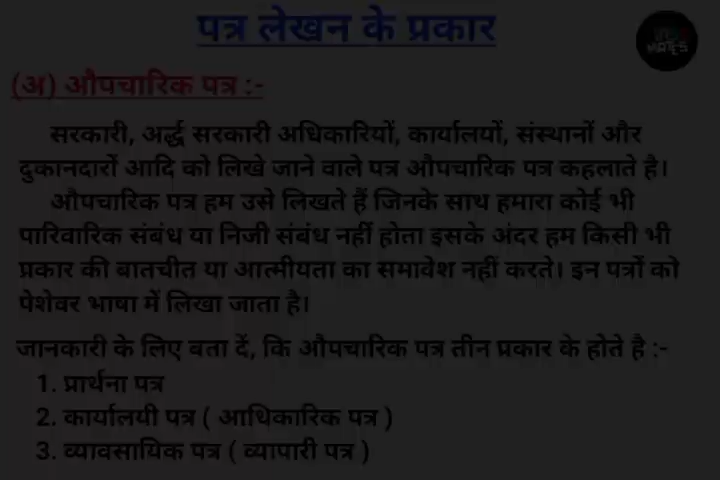 पत्र लेखन के प्रकार
(अ) औपचारिक पत्र :-
सरकारी, अर्द्ध सरकारी अधिकारियों, कार्यालयों, संस्थानों और
दुकानदारों आदि को लिखे जाने वाले पत्र औपचारिक पत्र कहलाते है।
औपचारिक पत्र हम उसे लिखते हैं जिनके साथ हमारा कोई भी
पारिवारिक संबंध या निजी संबंध नहीं होता इसके अंदर हम किसी भी
प्रकार की बातचीत या आत्मीयता का समावेश नहीं करते। इन पत्रों को
पेशेवर भाषा में लिखा जाता है।
जानकारी के लिए बता दें, कि औपचारिक पत्र तीन प्रकार के होते है :-
1. प्रार्थना पत्र
2. कार्यालयी पत्र ( आधिकारिक पत्र )
3. व्यावसायिक पत्र ( व्यापारी पत्र )